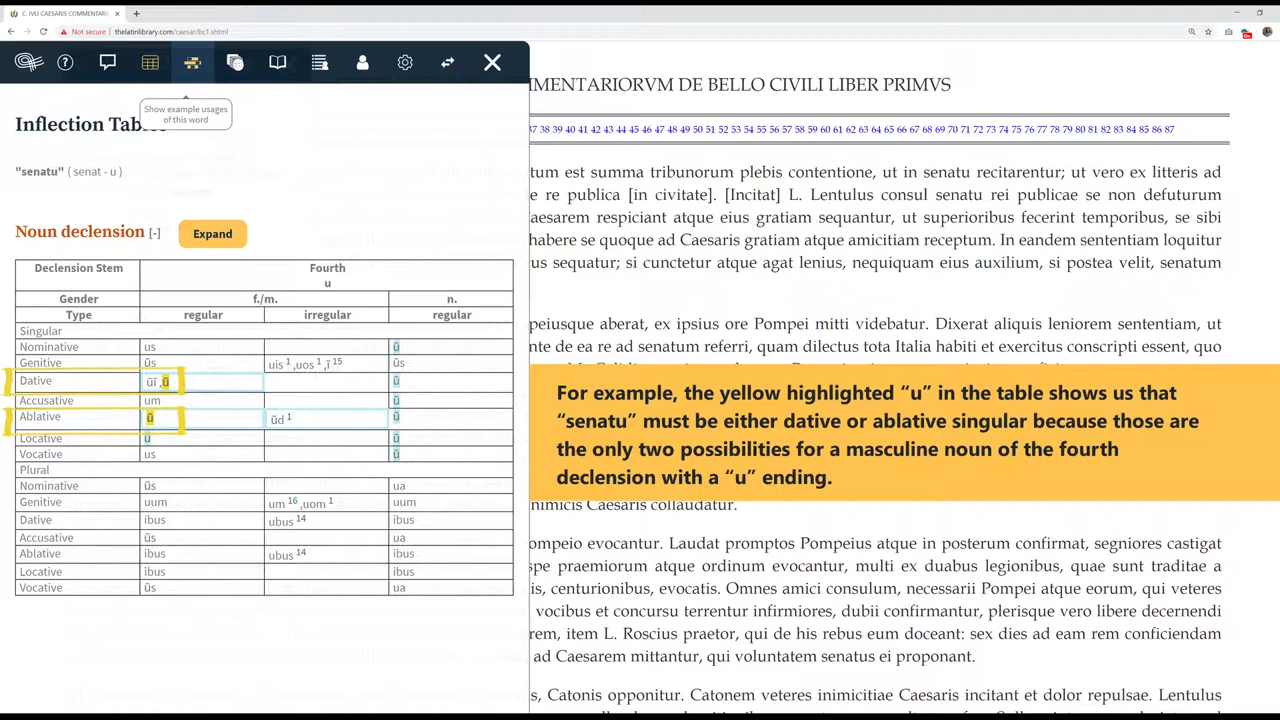 C. IVLI CAESARIS COMMENTARI
Not secure thelatinlibrary.com/caesar/bc1.shtml
Show example usages
of this word
Inflection Tables
"senatu" ( senat - u )
Noun declension [-] Expand
Declension Stem Fourth
u
Gender f./m. n.
Type regular irregular regular
Singular
Nominative us ū
Genitive ūs uis 1 ,uos 1 ,ī 15 ūs
Dative ūī ,ū ū
Accusative um ū
Ablative ū ūd 1 ū
Locative u
Vocative us ū
Plural
Nominative ūs ua
Genitive uum um 16 ,uom 1 uum
Dative ibus ubus 14 ibus
Accusative ūs ua
Ablative ibus ubus 14 ibus
Locative ibus ibus
Vocative ūs ua
MMENTARIORVM DE BELLO CIVILI LIBER PRIMVS
37 38 39 40 41 42 43 44 45 46 47 48 49 50 51 52 53 54 55 56 57 58 59 60 61 62 63 64 65 66 67 68 69 70 71 72 73 74 75 76 77 78 79 80 81 82 83 84 85 86 87
tum est summa tribunorum plebis contentione, ut in senatu recitarentur; ut vero ex litteris ad
e re publica [in civitate]. [Incitat] L. Lentulus consul senatu rei publicae se non defuturum
aesarem respiciant atque eius gratiam sequantur, ut superioribus fecerint temporibus, se sibi
habere se quoque ad Caesaris gratiam atque amicitiam receptum. In eandem sententiam loquitur
us sequatur; si cunctetur atque agat lenius, nequiquam eius auxilium, si postea velit, senatum
peiusque aberat, ex ipsius ore Pompei mitti videbatur. Dixerat aliquis leniorem sententiam, ut
nte de ea re ad senatum referri, quam dilectus tota Italia habiti et exercitus conscripti essent, quo
For example, the yellow highlighted “u” in the table shows us that
“senatu” must be either dative or ablative singular because those are
the only two possibilities for a masculine noun of the fourth
declension with a “u” ending.
nimicis Caesaris collaudatur.
ompeio evocantur. Laudat promptos Pompeius atque in posterum confirmat, segniores castigat
spe praemiorum atque ordinum evocantur, multi ex duabus legionibus, quae sunt traditae a
is, centurionibus, evocatis. Omnes amici consulum, necessarii Pompei atque eorum, qui veteres
vocibus et concursu terrentur infirmiores, dubii confirmantur, plerisque vero libere decernendi
rem, item L. Roscius praetor, qui de his rebus eum doceant: sex dies ad eam rem conficiendam
ad Caesarem mittantur, qui voluntatem senatus ei proponant.
s, Catonis opponitur. Catonem veteres inimicitiae Caesaris incitant et dolor repulsae. Lentulus